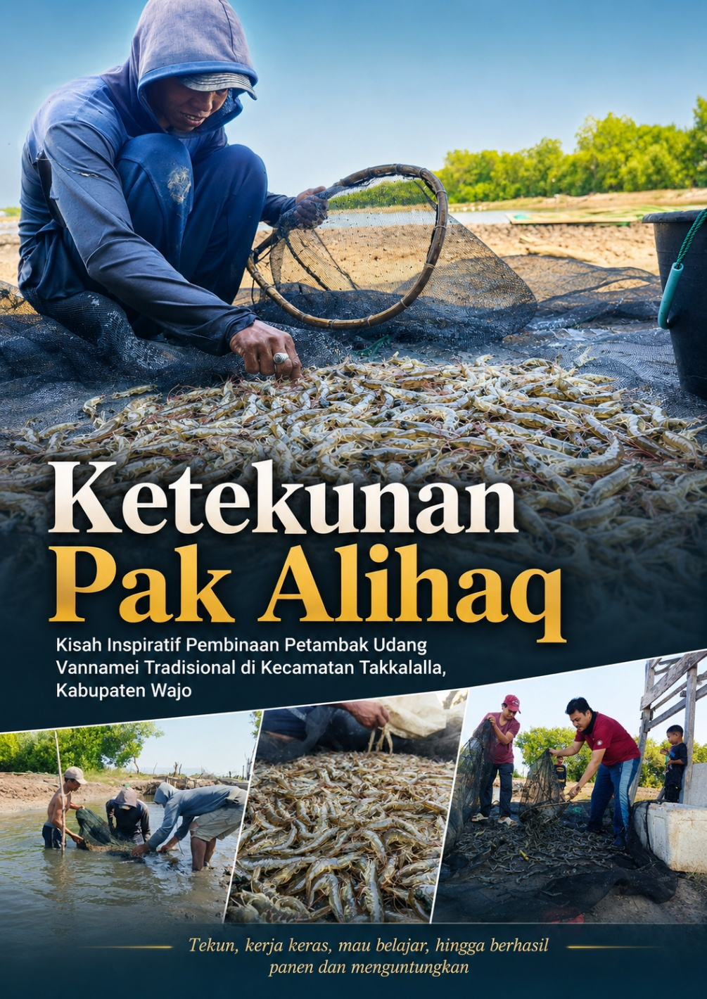 Ketekunan
Pak Alihaq
Kisah Inspiratif Pembinaan Petambak Udang
Vannamei Tradisional di Kecamatan Takkalalla,
Kabupaten Wajo
Tekun, kerja keras, mau belajar, hingga berhasil
panen dan menguntungkan